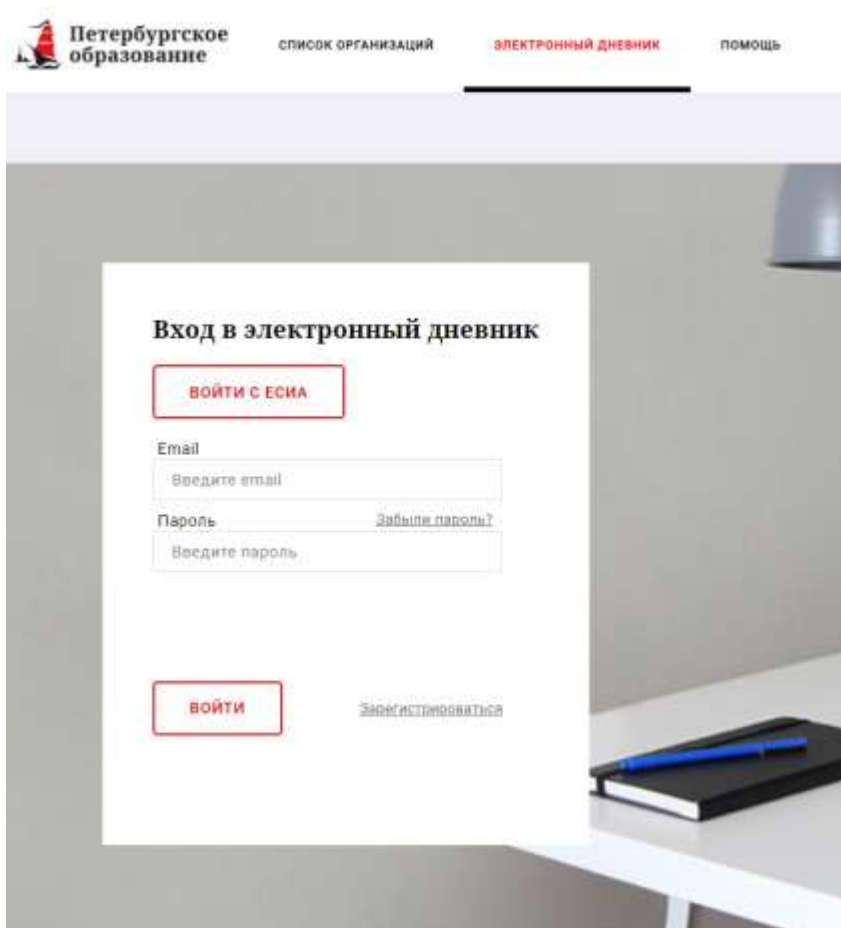 Петербургское
образование
СПИСОК ОРГАНИЗАЦИЙ
ЭЛЕКТРОННЫЙ ДНЕВНИК
ПОМОЩЬ
Вход в электронный дневник
ВОЙТИ С ЕСИА
Email
Введите email
Пароль
Забыли пароль?
Введите пароль
ВОЙТИ
Зарегистрироваться